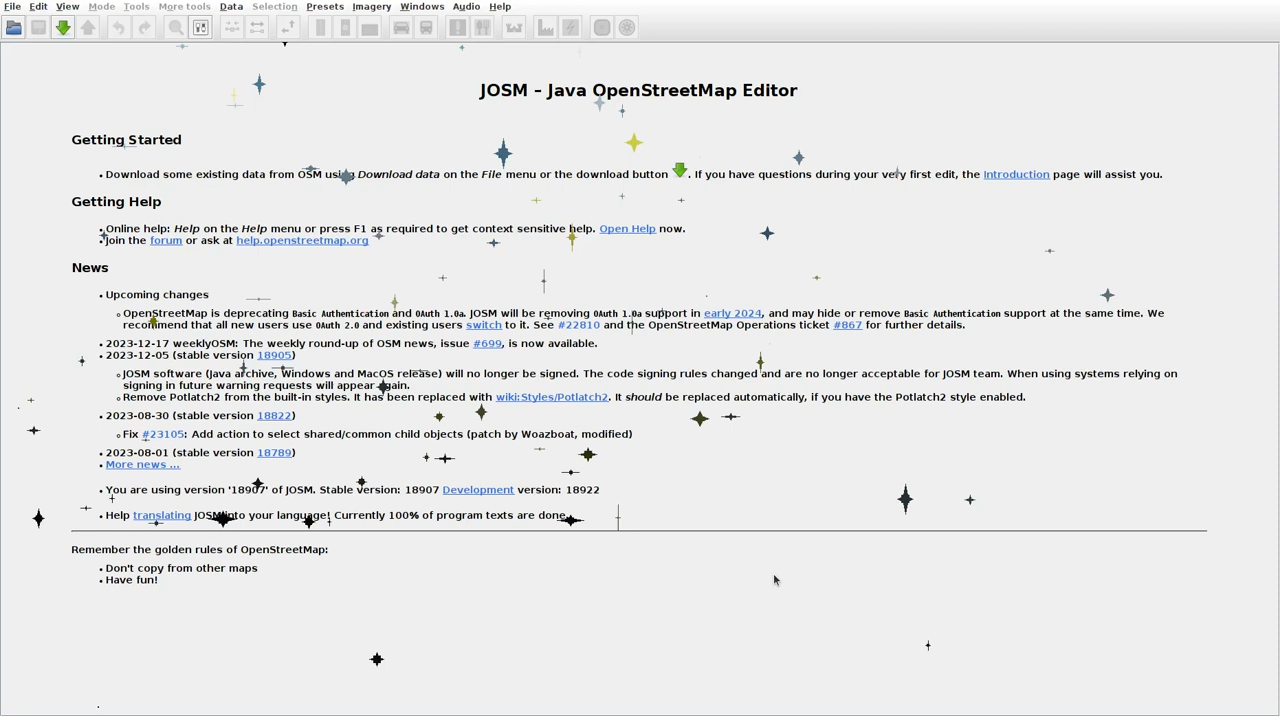 File Edit View Mode Tools More tools Data Selection Presets Imagery Windows Audio Help
JOSM – Java OpenStreetMap Editor
Getting Started
Download some existing data from OSM using Download data on the File menu or the download button . If you have questions during your very first edit, the Introduction page will assist you.
Getting Help
Online help: Help on the Help menu or press F1 as required to get context sensitive help. Open Help now.
Join the forum or ask at help.openstreetmap.org
News
Upcoming changes
OpenStreetMap is deprecating Basic Authentication and OAuth 1.0a. JOSM will be removing OAuth 1.0a support in early 2024, and may hide or remove Basic Authentication support at the same time. We
recommend that all new users use OAuth 2.0 and existing users switch to it. See #22810 and the OpenStreetMap Operations ticket #867 for further details.
2023-12-17 weeklyOSM: The weekly round-up of OSM news, issue #699, is now available.
2023-12-05 (stable version 18905)
JOSM software (Java archive, Windows and MacOS release) will no longer be signed. The code signing rules changed and are no longer acceptable for JOSM team. When using systems relying on
signing in future warning requests will appear again.
Remove Potlatch2 from the built-in styles. It has been replaced with wiki:Styles/Potlatch2. It should be replaced automatically, if you have the Potlatch2 style enabled.
2023-08-30 (stable version 18822)
Fix #23105: Add action to select shared/common child objects (patch by Woazboat, modified)
2023-08-01 (stable version 18789)
More news ...
You are using version '18907' of JOSM. Stable version: 18907 Development version: 18922
Help translating JOSM into your language! Currently 100% of program texts are done.
Remember the golden rules of OpenStreetMap:
Don't copy from other maps
Have fun!